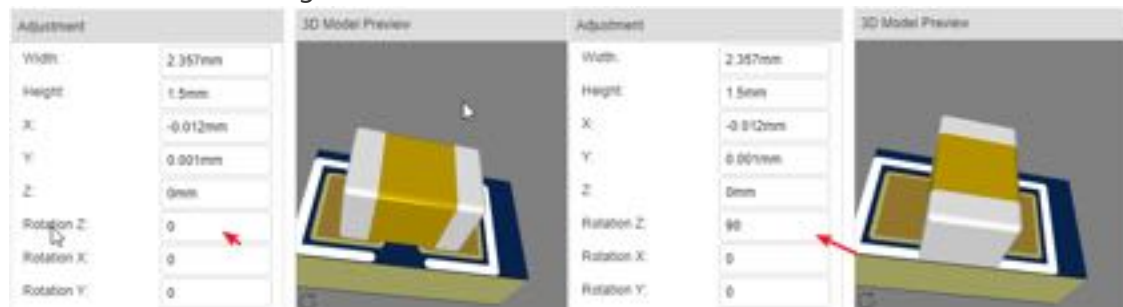 Adjustment
Width: 2.357mm
Height: 1.5mm
X: -0.012mm
Y: 0.001mm
Z: 0mm
Rotation Z: 0
Rotation X: 0
Rotation Y: 0
3D Model Preview
Adjustment
Width: 2.357mm
Height: 1.5mm
X: -0.012mm
Y: 0.001mm
Z: 0mm
Rotation Z: 90
Rotation X: 0
Rotation Y: 0
3D Model Preview